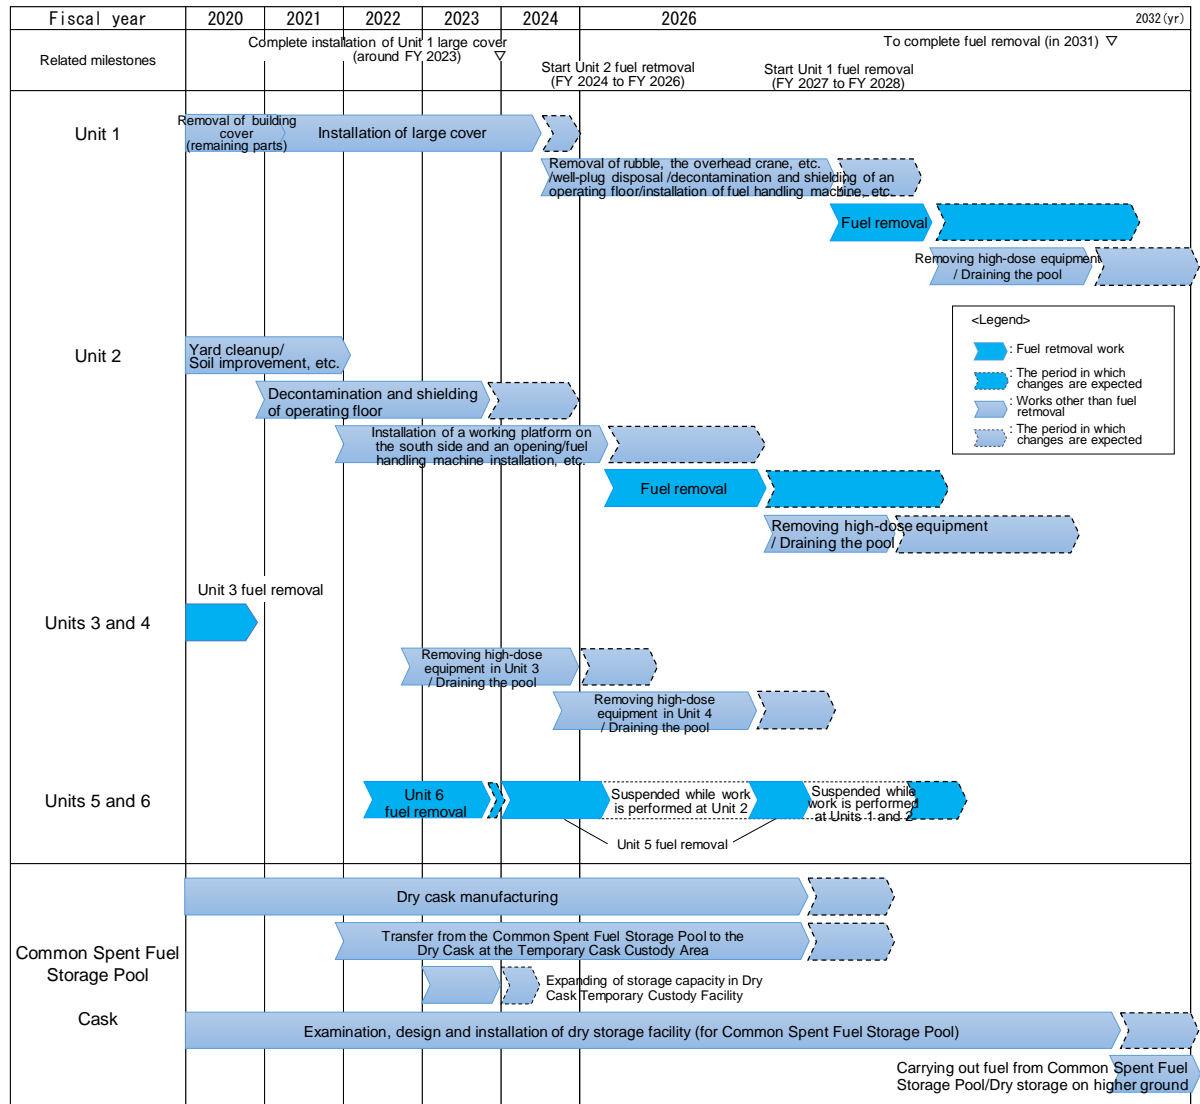 Fiscal year 2020 2021 2022 2023 2024 2026 2032(yr)
Related milestones
Complete installation of Unit 1 large cover
(around FY 2023) ▽
To complete fuel removal (in 2031) ▽
Start Unit 2 fuel retmoval
(FY 2024 to FY 2026)
Start Unit 1 fuel removal
(FY 2027 to FY 2028)
Unit 1
Removal of building
cover
(remaining parts)
Installation of large cover
Removal of rubble, the overhead crane, etc.
/well-plug disposal /decontamination and shielding of an
operating floor/installation of fuel handling machine, etc.
Fuel removal
Removing high-dose equipment
/ Draining the pool
<Legend>
: Fuel retmoval work
: The period in which
changes are expected
: Works other than fuel
retmoval
: The period in which
changes are expected
Unit 2
Yard cleanup/
Soil improvement, etc.
Decontamination and shielding
of operating floor
Installation of a working platform on
the south side and an opening/fuel
handling machine installation, etc.
Fuel removal
Removing high-dose equipment
/ Draining the pool
Units 3 and 4
Unit 3 fuel removal
Removing high-dose
equipment in Unit 3
/ Draining the pool
Removing high-dose
equipment in Unit 4
/ Draining the pool
Units 5 and 6
Unit 6
fuel removal
Suspended while work
is performed at Unit 2
Suspended while
work is performed
at Units 1 and 2
Unit 5 fuel removal
Common Spent Fuel
Storage Pool
Cask
Dry cask manufacturing
Transfer from the Common Spent Fuel Storage Pool to the
Dry Cask at the Temporary Cask Custody Area
Expanding of storage capacity in Dry
Cask Temporary Custody Facility
Examination, design and installation of dry storage facility (for Common Spent Fuel Storage Pool)
Carrying out fuel from Common Spent Fuel
Storage Pool/Dry storage on higher ground